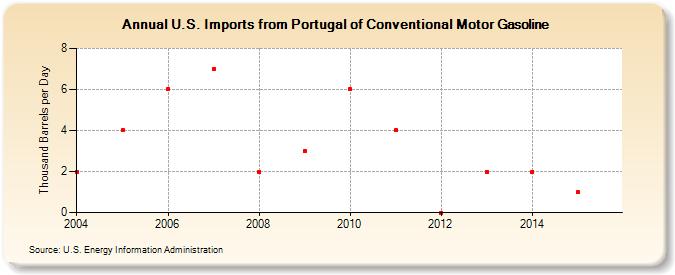 Annual U.S. Imports from Portugal of Conventional Motor Gasoline
Thousand Barrels per Day
8
6
4
2
0
2004 2006 2008 2010 2012 2014
Source: U.S. Energy Information Administration